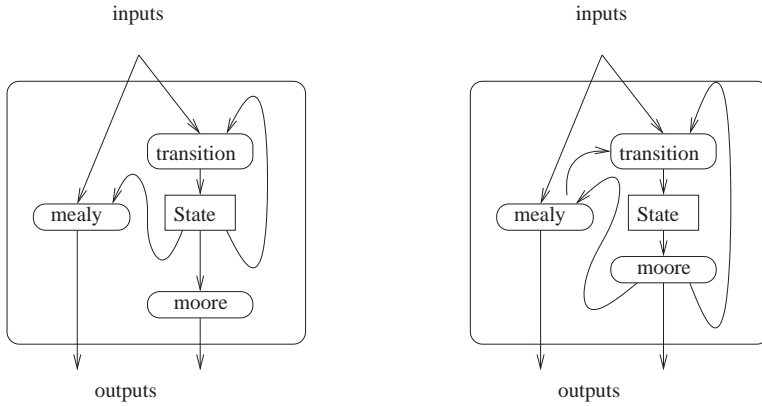 inputs
inputs
transition
transition
mealy
State
mealy
State
moore
moore
outputs
outputs